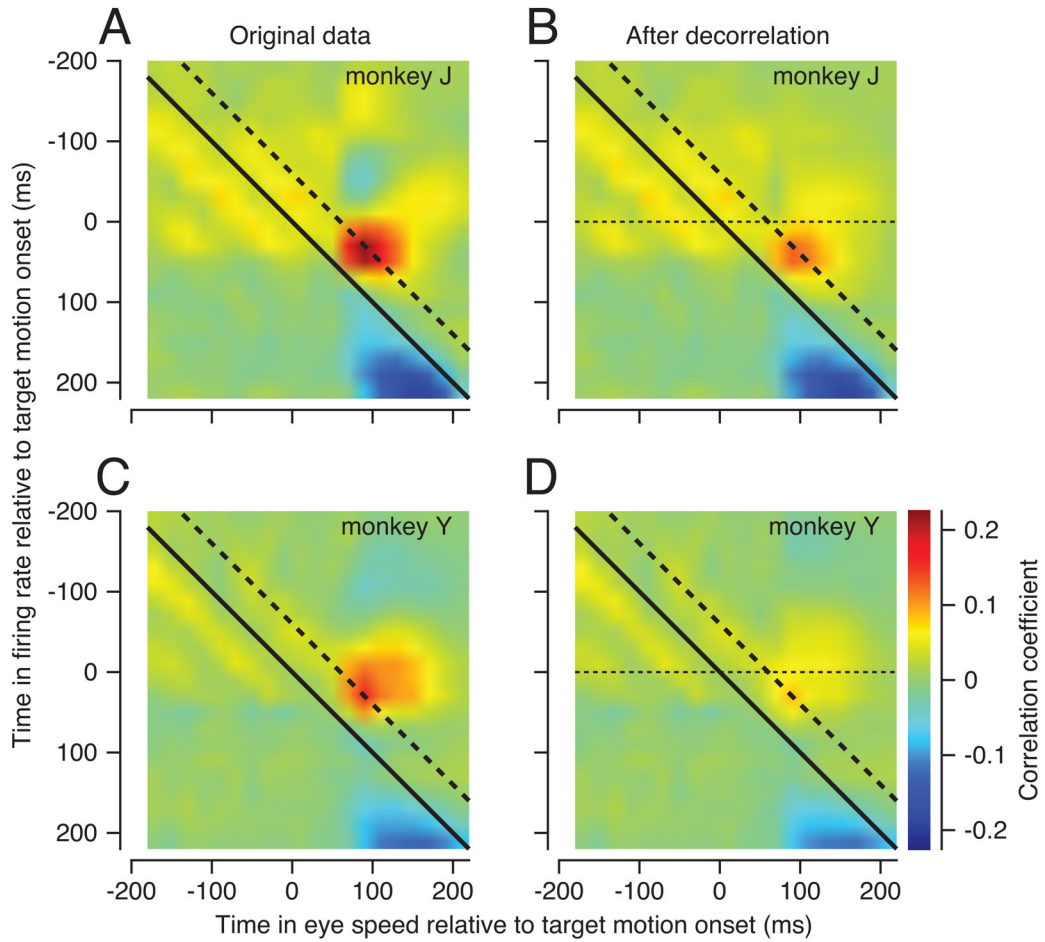 A
Original data
B
After decorrelation
Time in firing rate relative to target motion onset (ms)
-200
-100
0
100
200
monkey J
monkey J
C
D
-200
-100
0
100
200
monkey Y
monkey Y
0.2
0.1
0
-0.1
-0.2
Correlation coefficient
-200 -100 0 100 200
-200 -100 0 100 200
Time in eye speed relative to target motion onset (ms)